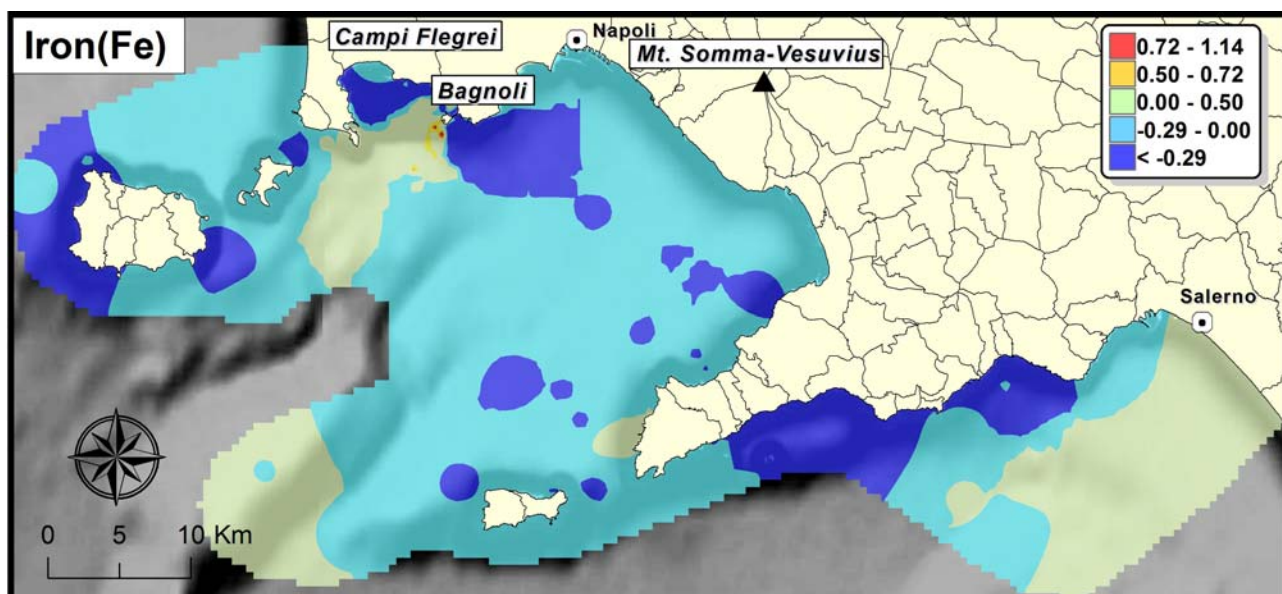 Iron(Fe)
Campi Flegrei
Napoli
Mt. Somma-Vesuvius
Bagnoli
0.72 - 1.14
0.50 - 0.72
0.00 - 0.50
-0.29 - 0.00
< -0.29
Salerno
0 5 10 Km